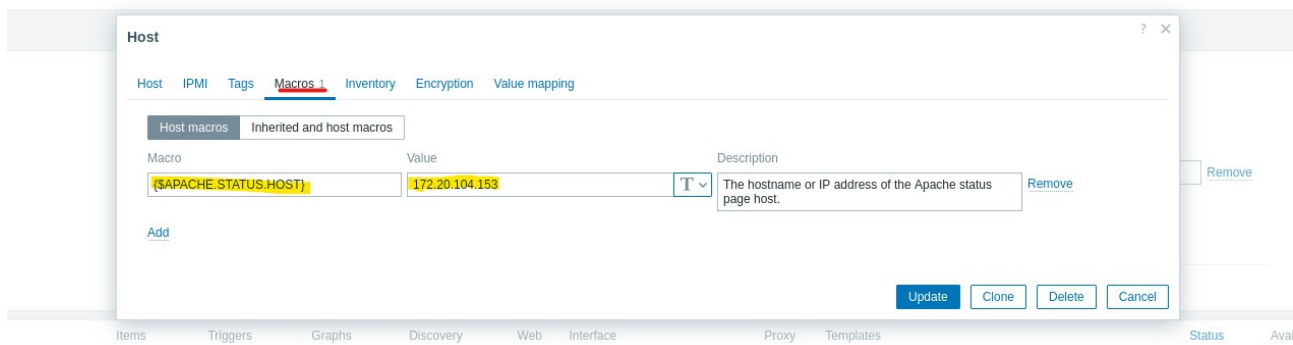 Host
? ×
Host IPMI Tags Macros 1 Inventory Encryption Value mapping
Host macros Inherited and host macros
Macro Value Description
{$APACHE.STATUS.HOST} 172.20.104.153 T The hostname or IP address of the Apache status page host. Remove
Remove
Add
Update Clone Delete Cancel
Items Triggers Graphs Discovery Web Interface Proxy Templates Status Avai